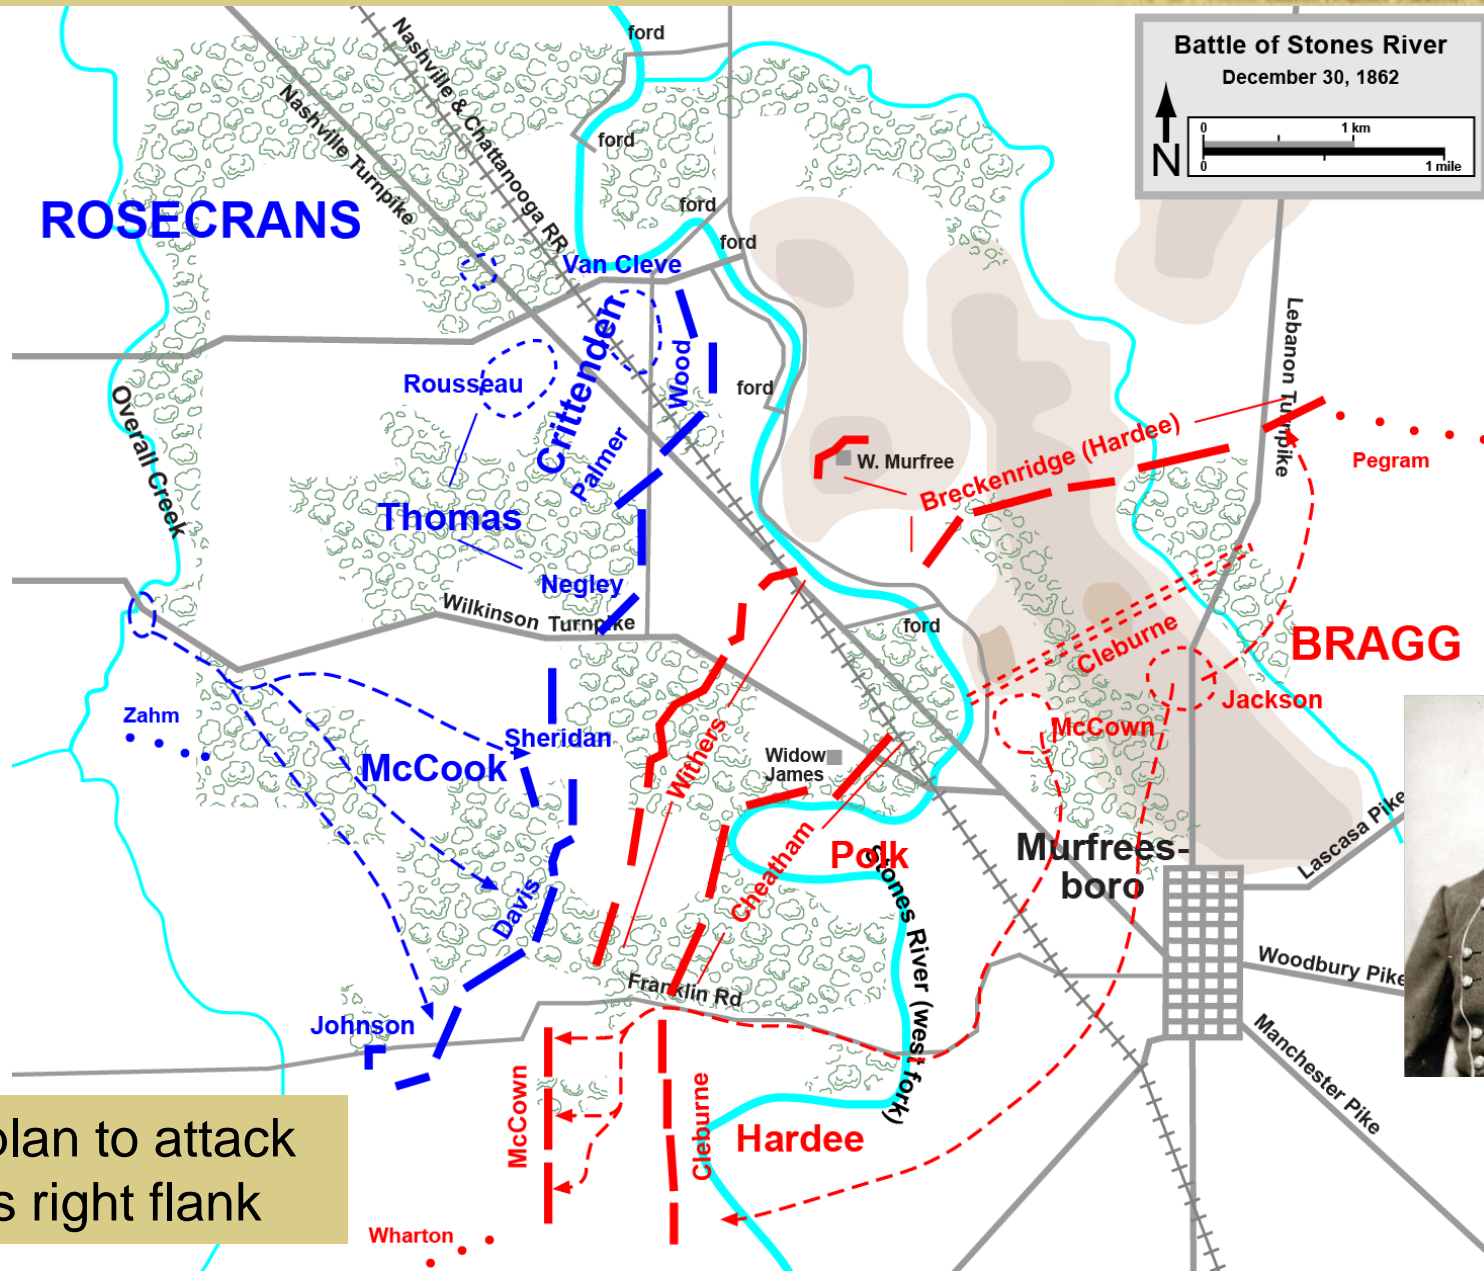 Battle of Stones River
December 30, 1862
N
0
1 km
0
1 mile
ford
Nashville & Chattanooga RR
Nashville Turnpike
ford
ROSECRANS
ford
ford
Van Cleve
Crittenden
Wood
Rousseau
ford
Lebanon Turnpike
Overall Creek
Palmer
W. Murfree
Breckenridge (Hardee)
Pegram
Thomas
Negley
Wilkinson Turnpike
ford
Cleburne
BRAGG
Jackson
McCown
Zahm
Sheridan
McCook
Withers
Widow
James
Polk
Cheatham
Murfrees-
boro
Lascasa Pike
Davis
Stones River (west fork)
Woodbury Pike
Franklin Rd
Johnson
Manchester Pike
McCown
Cleburne
Hardee
plan to attack
s right flank
Wharton